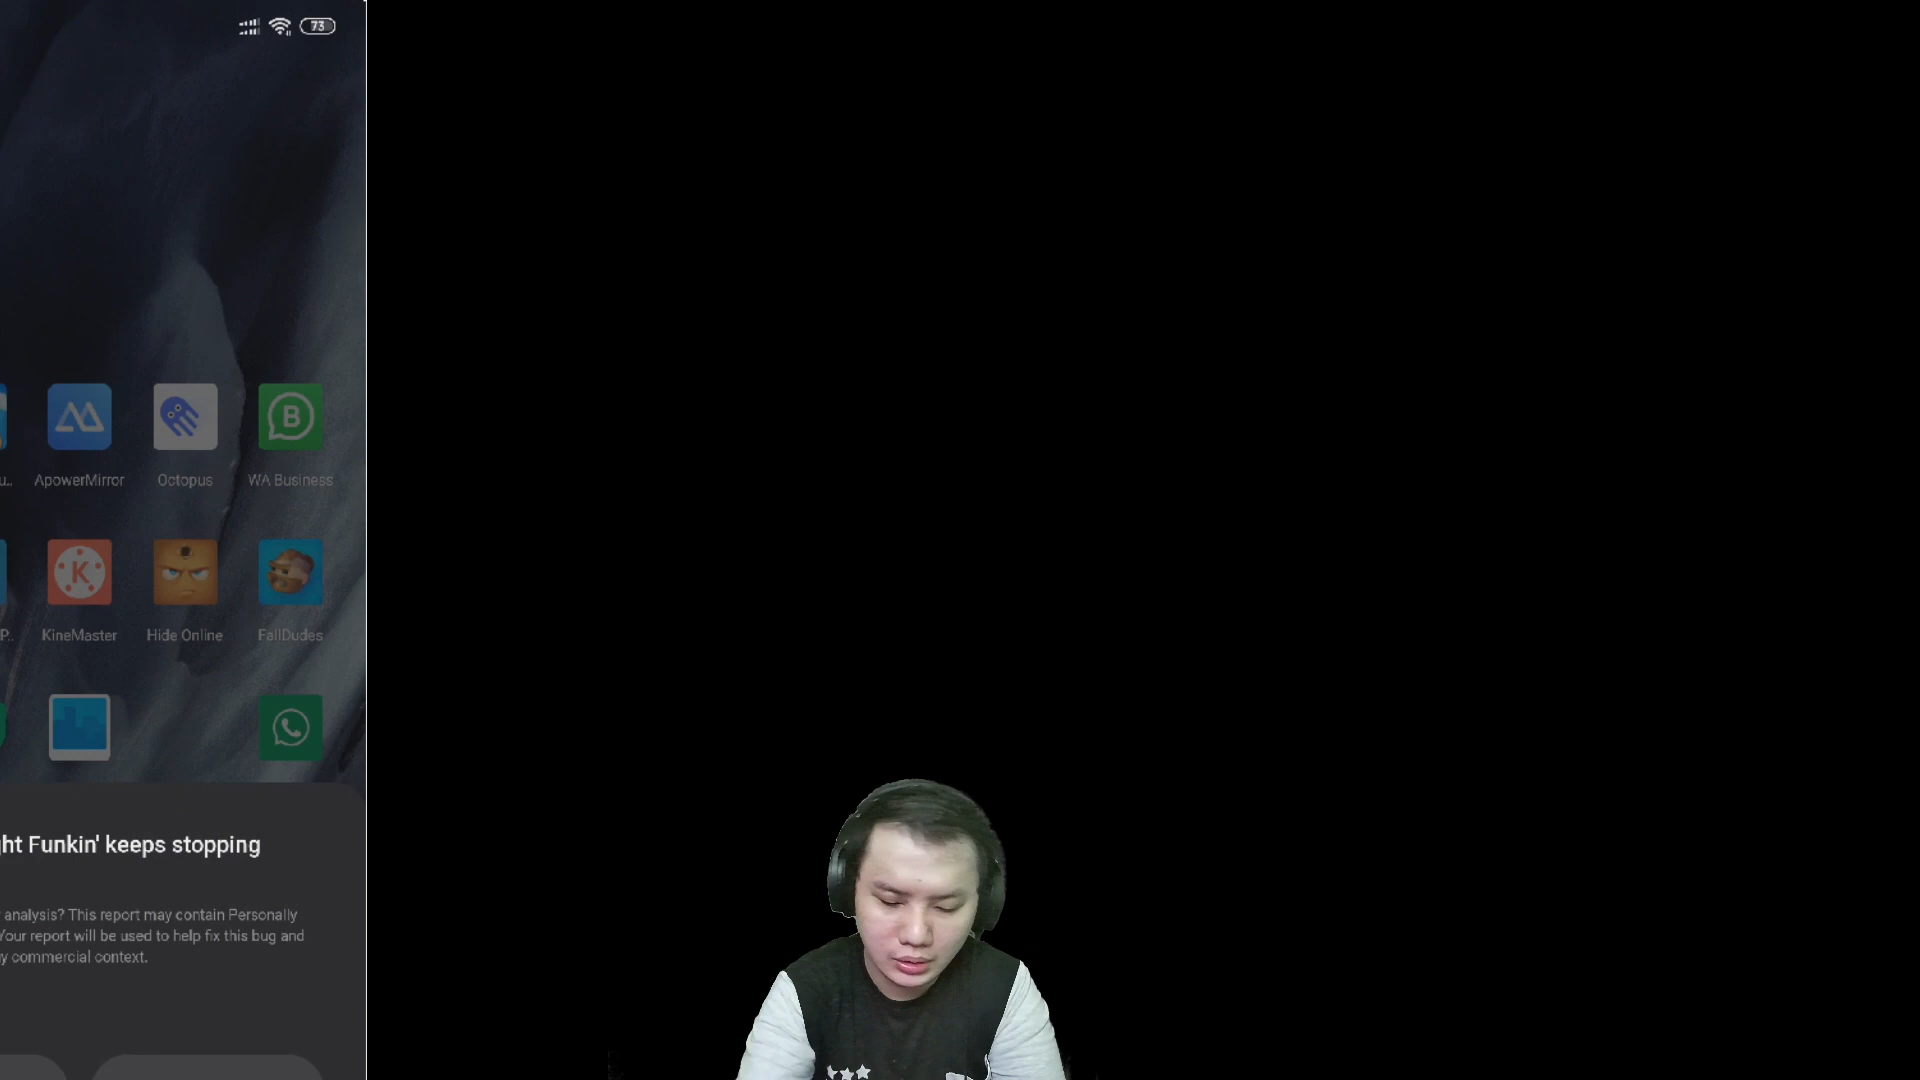 73
ApowerMirror
Octopus
WA Business
KineMaster
Hide Online
FallDudes
Funkin' keeps stopping
analysis? This report may contain Personally
Your report will be used to help fix this bug and
commercial context.